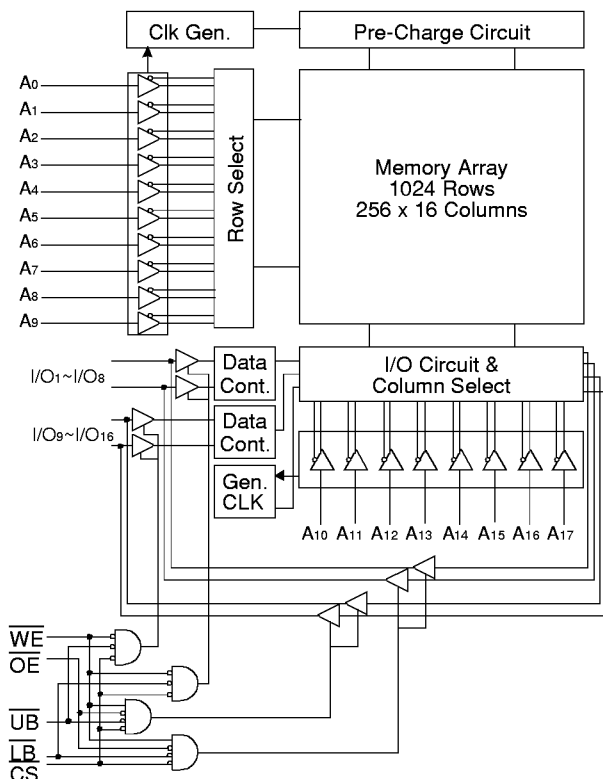 Clk Gen.
Pre-Charge Circuit
A0
A1
A2
A3
A4
A5
A6
A7
A8
A9
Row Select
Memory Array
1024 Rows
256 x 16 Columns
I/O1~I/O8
I/O9~I/O16
Data
Cont.
Data
Cont.
Gen.
CLK
I/O Circuit &
Column Select
A10 A11 A12 A13 A14 A15 A16 A17
WE
OE
UB
LB
CS